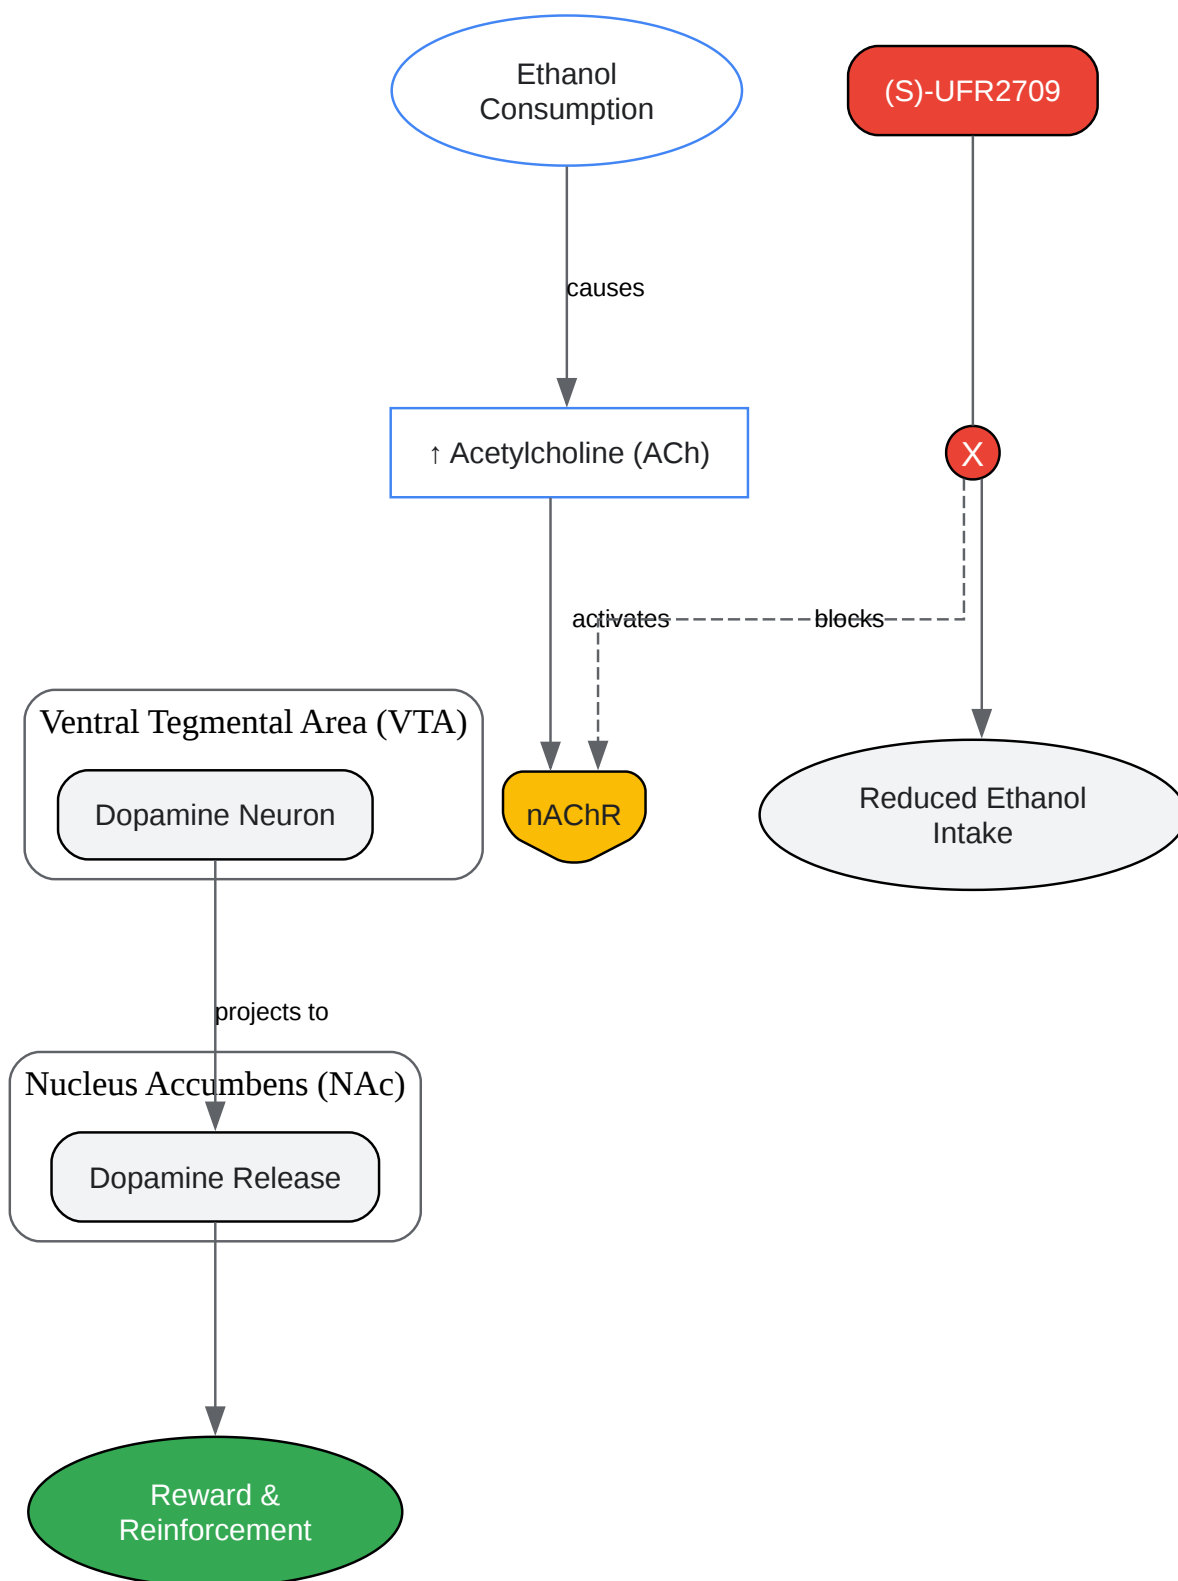 Ethanol
Consumption
(S)-UFR2709
causes
↑ Acetylcholine (ACh)
X
activates
blocks
Ventral Tegmental Area (VTA)
Dopamine Neuron
nAChR
Reduced Ethanol
Intake
projects to
Nucleus Accumbens (NAc)
Dopamine Release
Reward &
Reinforcement